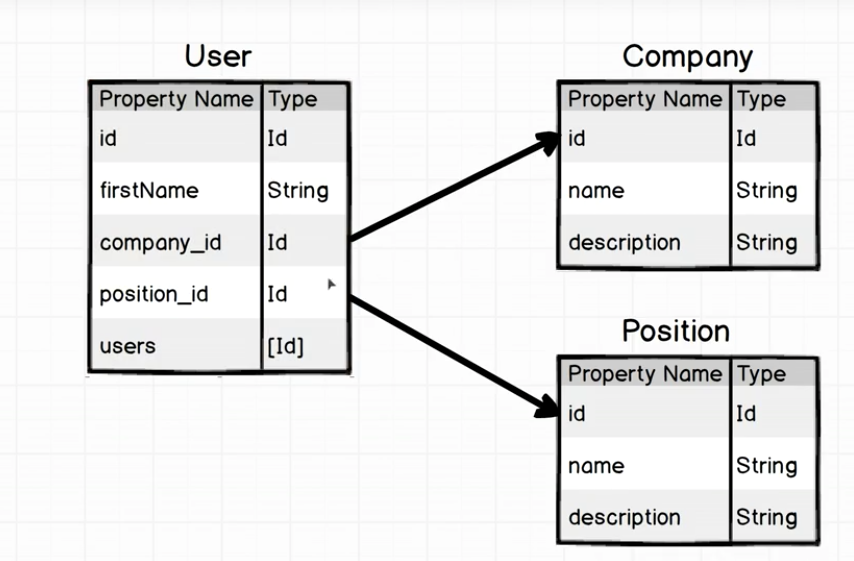 User
Property Name Type
id Id
firstName String
company_id Id
position_id Id
users [Id]
Company
Property Name Type
id Id
name String
description String
Position
Property Name Type
id Id
name String
description String